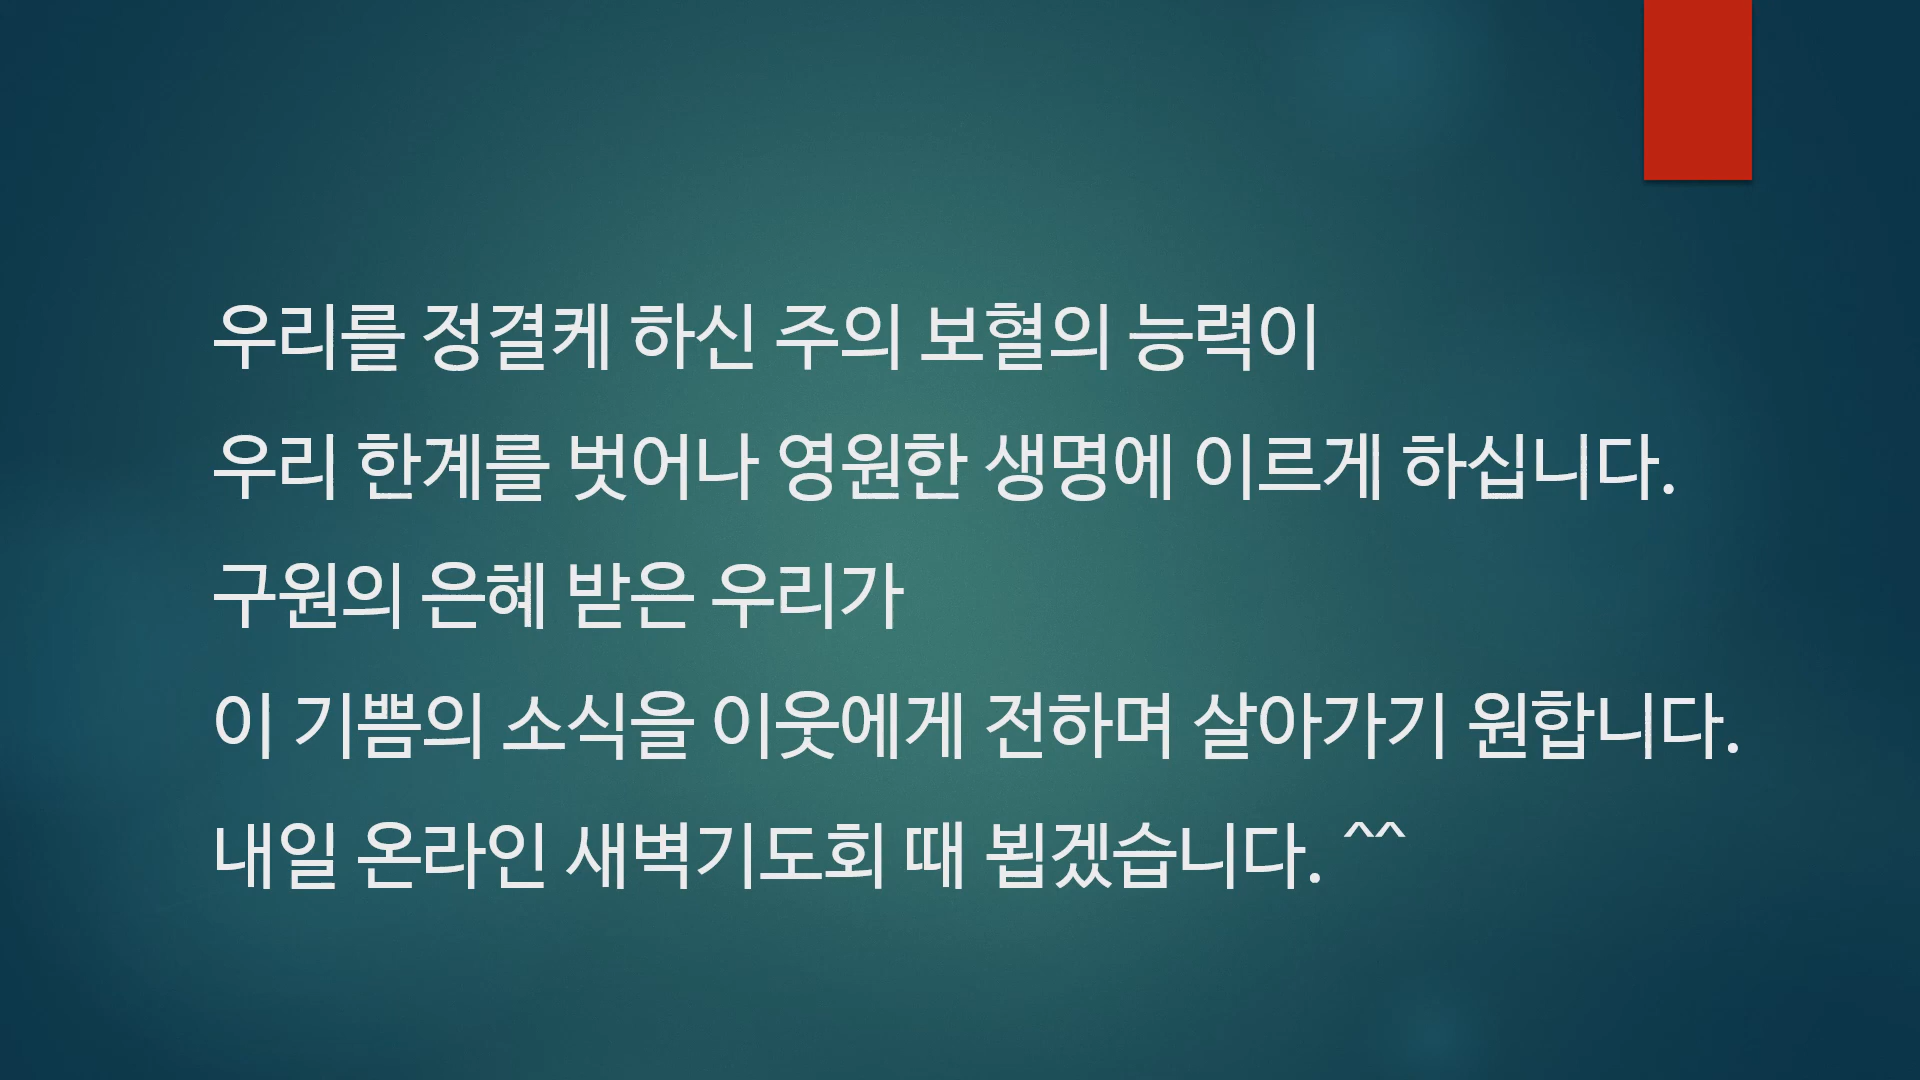 우리를 정결케 하신 주의 보혈의 능력이
우리 한계를 벗어나 영원한 생명에 이르게 하십니다.
구원의 은혜 받은 우리가
이 기쁨의 소식을 이웃에게 전하며 살아가기 원합니다.
내일 온라인 새벽기도회 때 뵙겠습니다. ^^